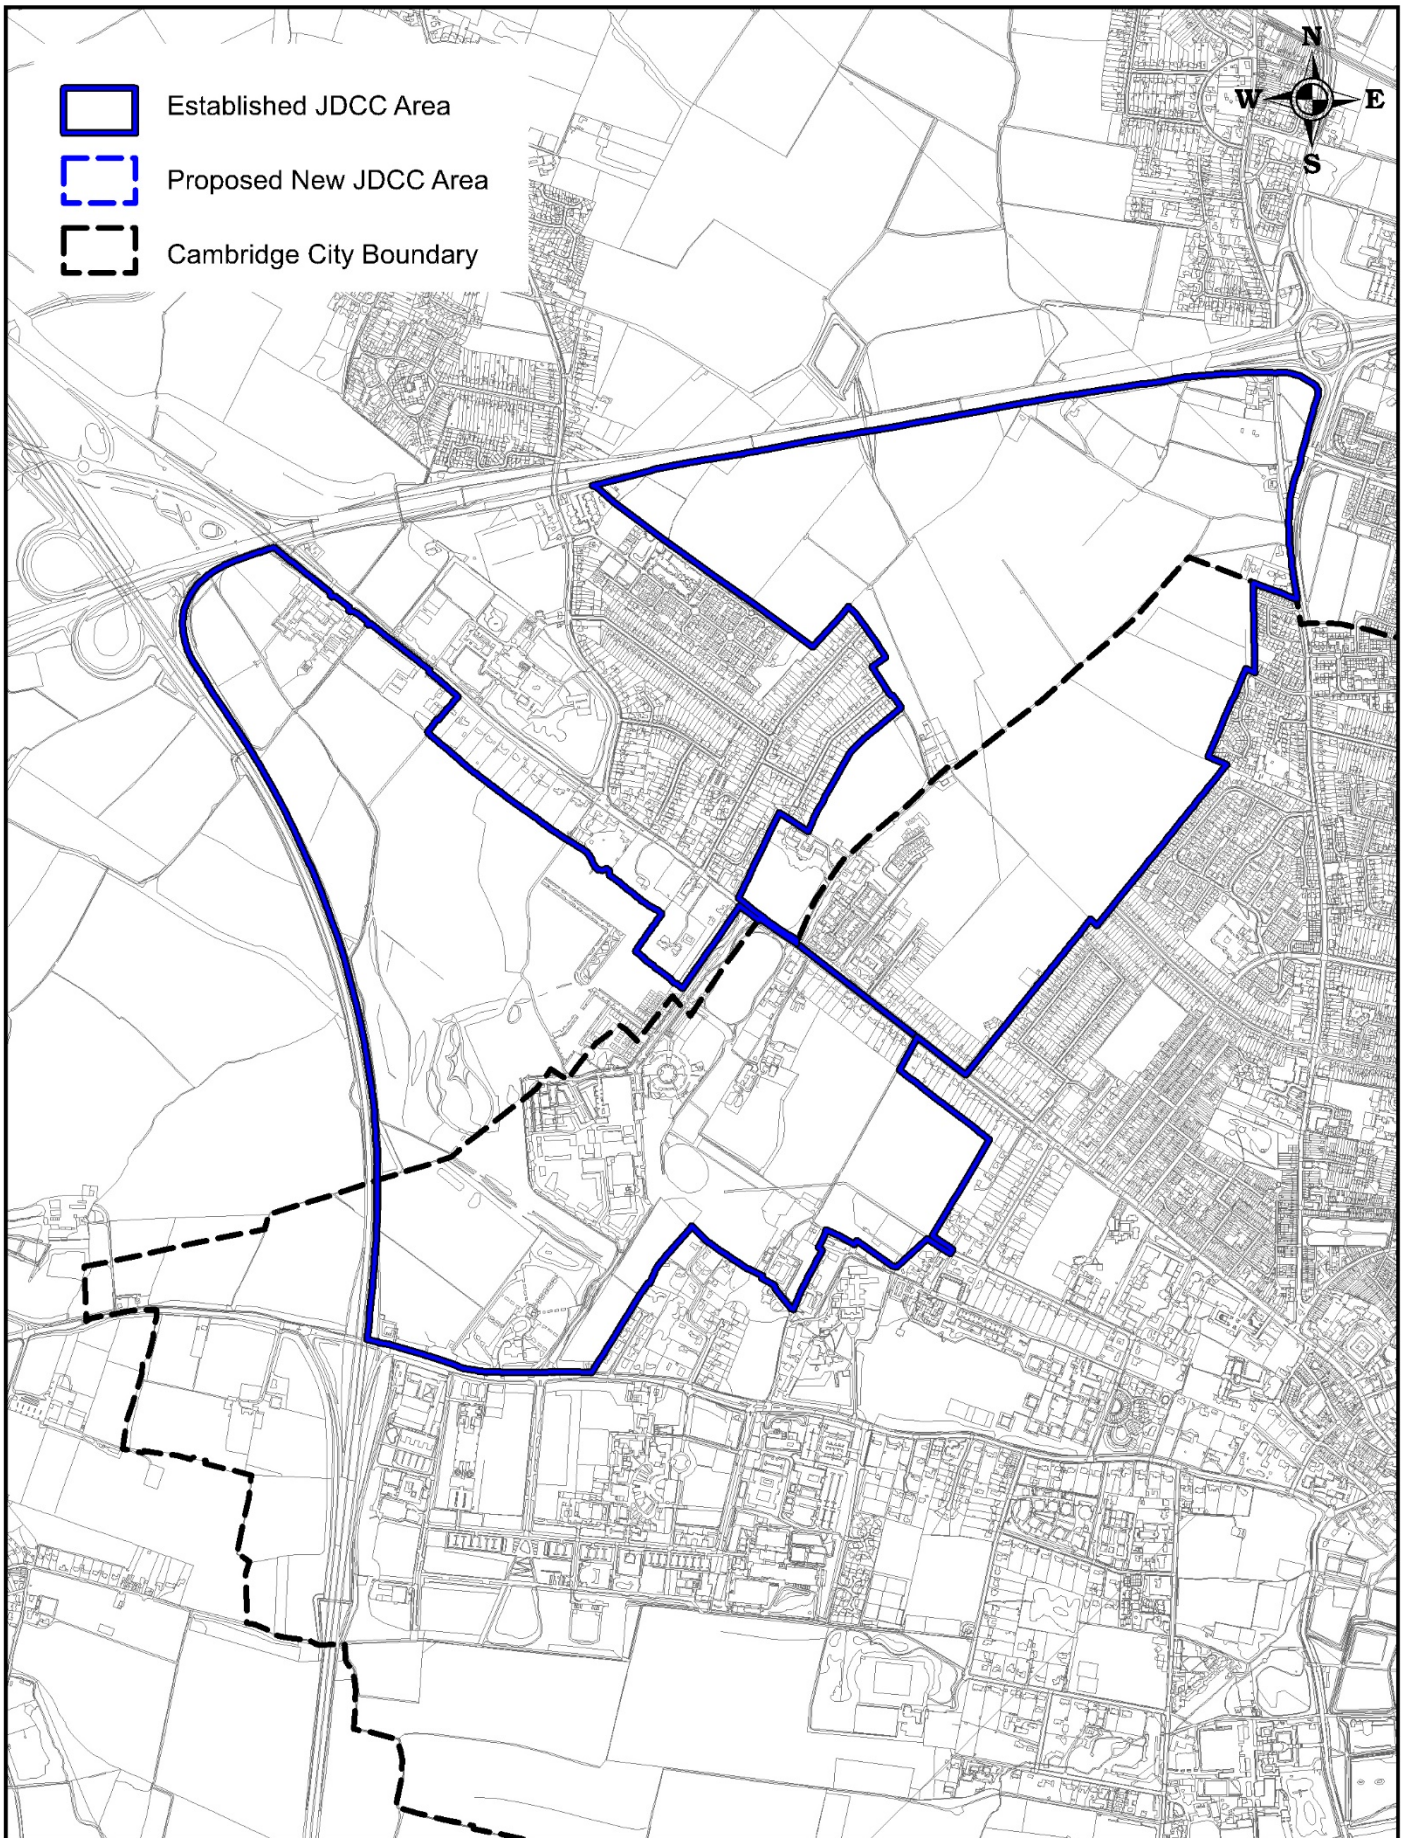 Established JDCC Area
Proposed New JDCC Area
Cambridge City Boundary
N
W E
S